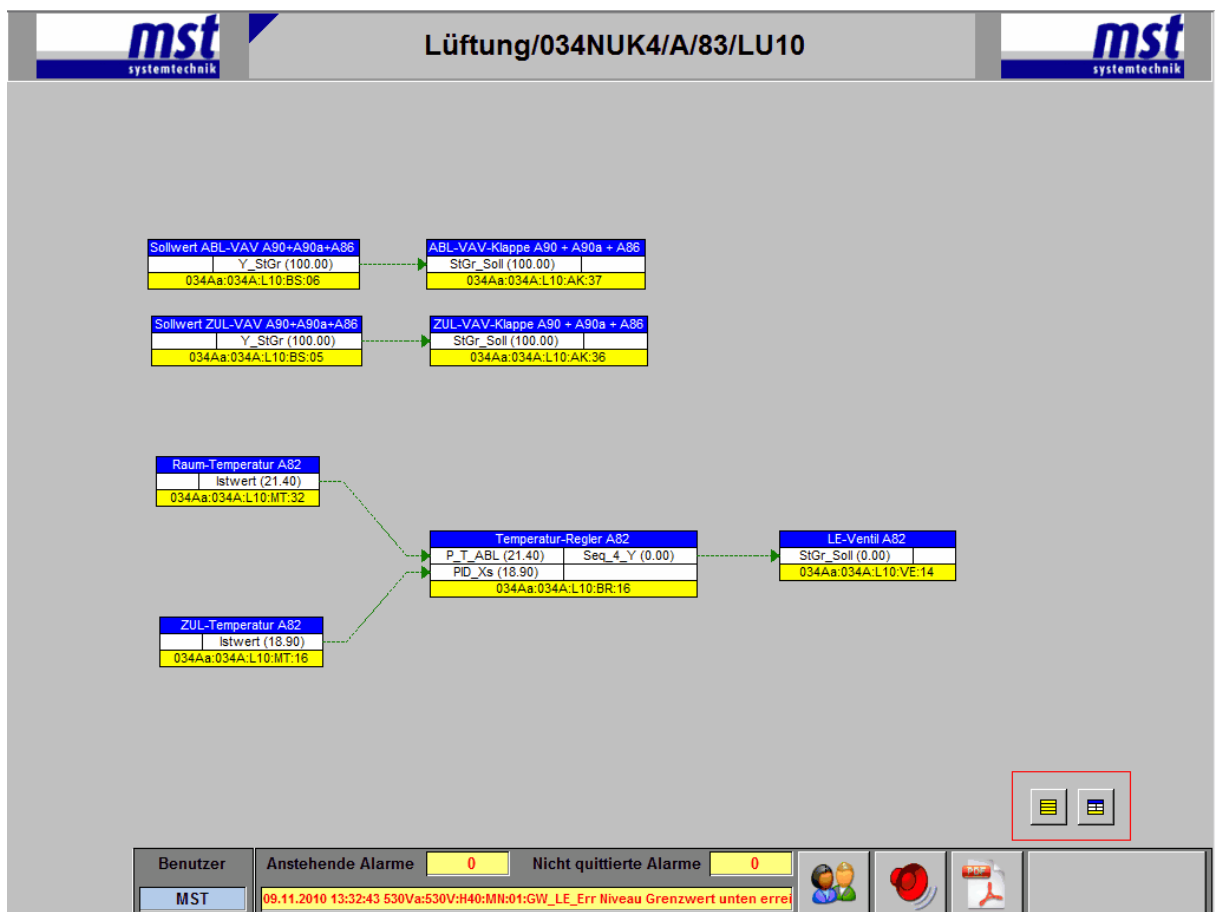 mst
systemtechnik
Lüftung/034NUK4/A/83/LU10
mst
systemtechnik
Sollwert ABL-VAV A90+A90a+A86
Y_StGr (100.00)
034Aa:034A:L10:BS:06
ABL-VAV-Klappe A90 + A90a + A86
StGr_Soll (100.00)
034Aa:034A:L10:AK:37
Sollwert ZUL-VAV A90+A90a+A86
Y_StGr (100.00)
034Aa:034A:L10:BS:05
ZUL-VAV-Klappe A90 + A90a + A86
StGr_Soll (100.00)
034Aa:034A:L10:AK:36
Raum-Temperatur A82
Istwert (21.40)
034Aa:034A:L10:MT:32
Temperatur-Regler A82
P_T_ABL (21.40) Seq_4_Y (0.00)
PID_Xs (18.90)
034Aa:034A:L10:BR:16
LE-Ventil A82
StGr_Soll (0.00)
034Aa:034A:L10:VE:14
ZUL-Temperatur A82
Istwert (18.90)
034Aa:034A:L10:MT:16
Benutzer
MST
Anstehende Alarme 0 Nicht quittierte Alarme 0
09.11.2010 13:32:43 530Va:530V:H40:MN:01:GW_LE_Err Niveau Grenzwert unten errei
PDF